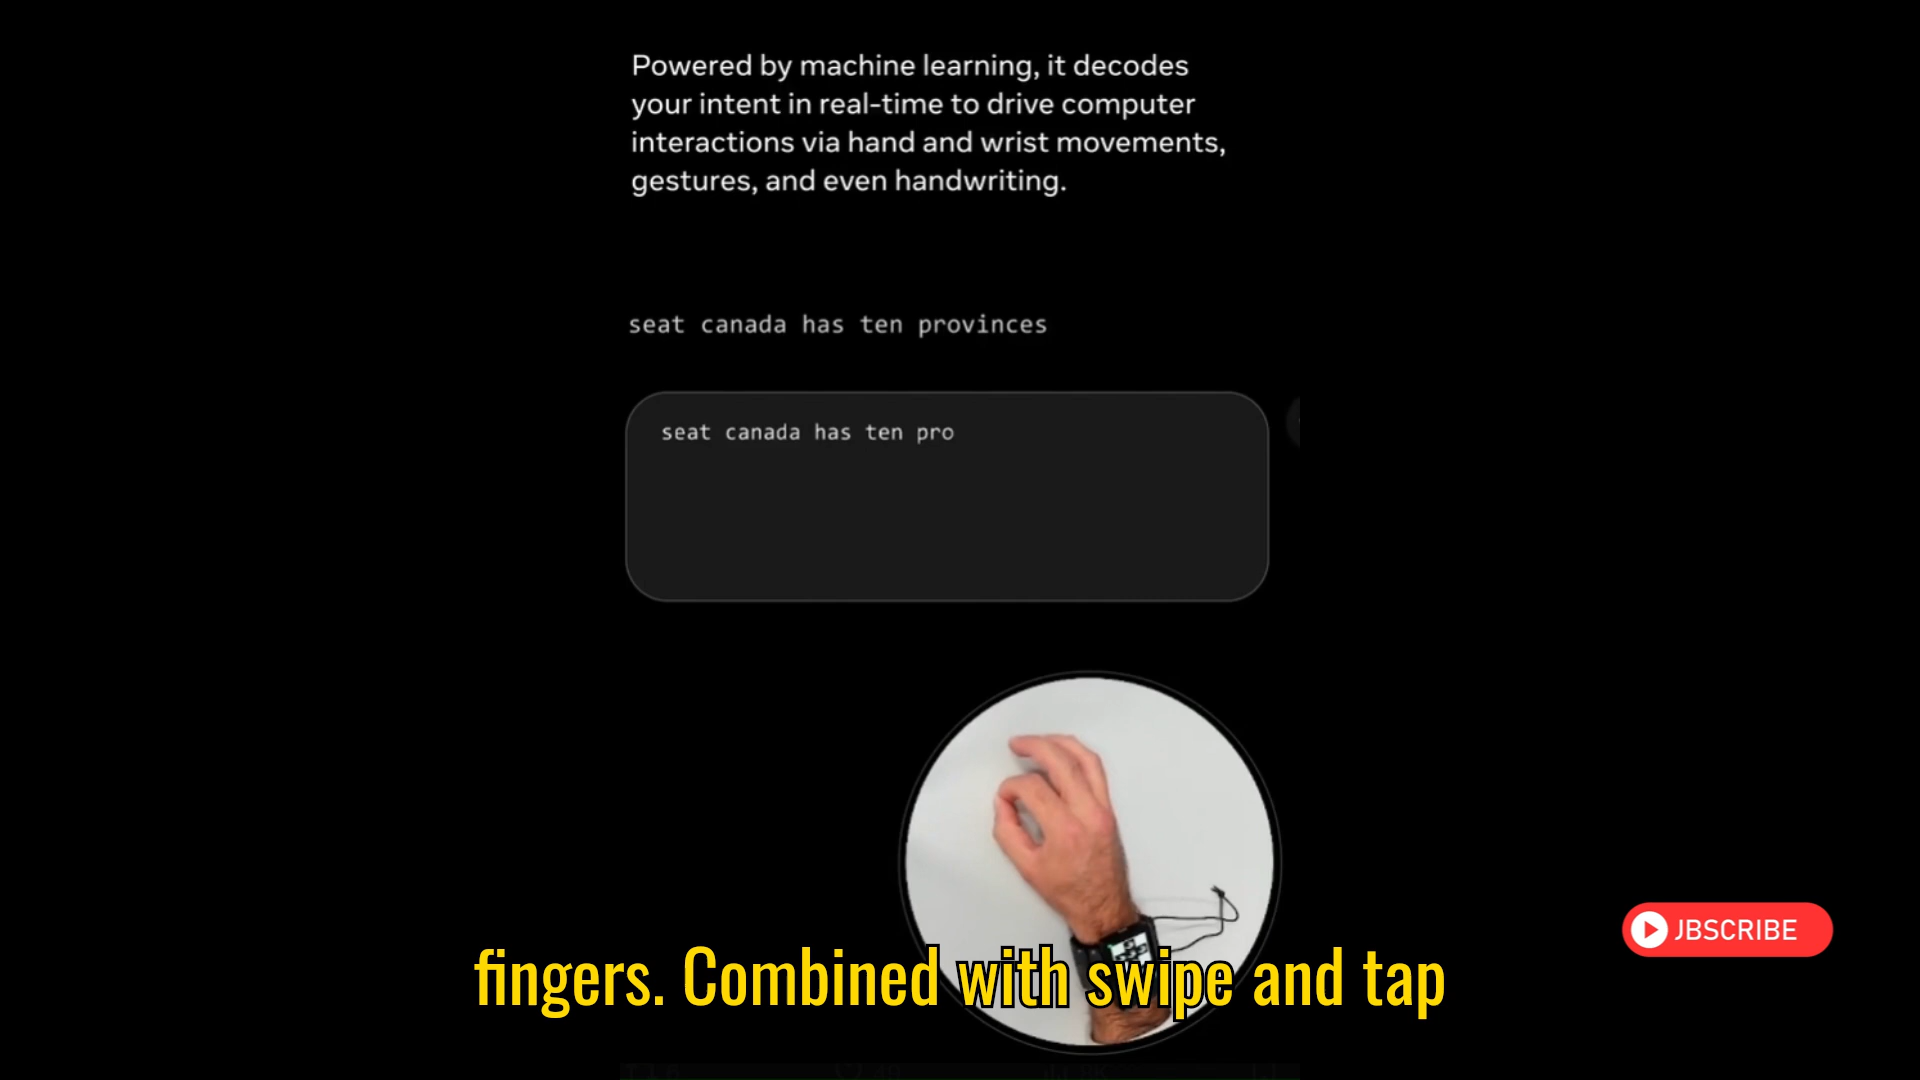 Powered by machine learning, it decodes
your intent in real-time to drive computer
interactions via hand and wrist movements,
gestures, and even handwriting.
seat canada has ten provinces
seat canada has ten pro
JBSCRIBE
fingers. Combined with swipe and tap